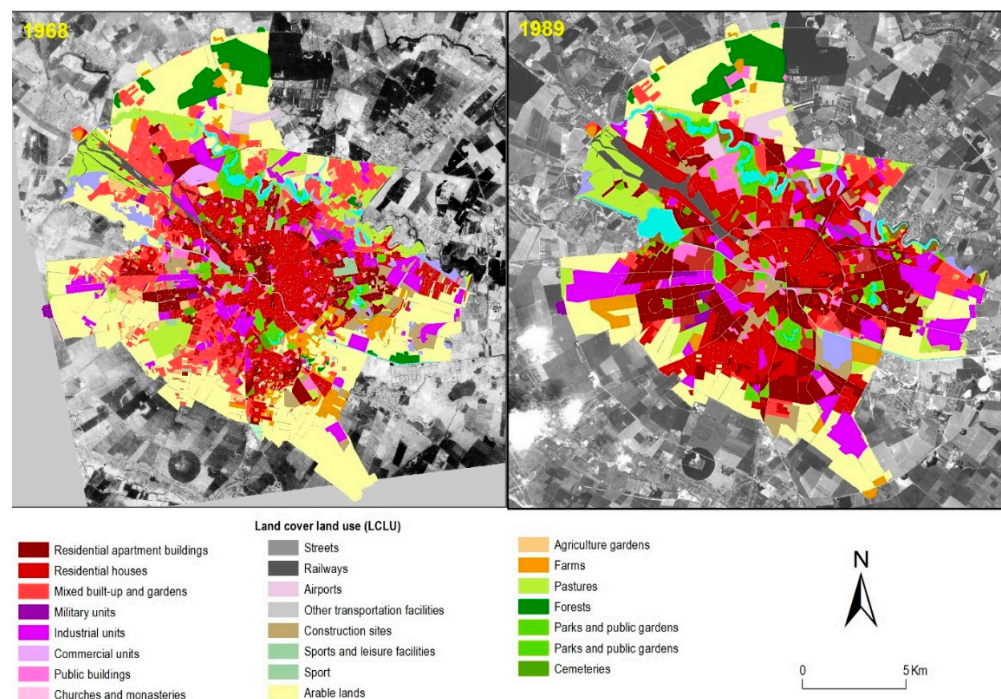 1968
1989
Land cover land use (LCLU)
Residential apartment buildings
Residential houses
Mixed built-up and gardens
Military units
Industrial units
Commercial units
Public buildings
Churches and monasteries
Streets
Railways
Airports
Other transportation facilities
Construction sites
Sports and leisure facilities
Sport
Arable lands
Agriculture gardens
Farms
Pastures
Forests
Parks and public gardens
Parks and public gardens
Cemeteries
N
0 5 Km